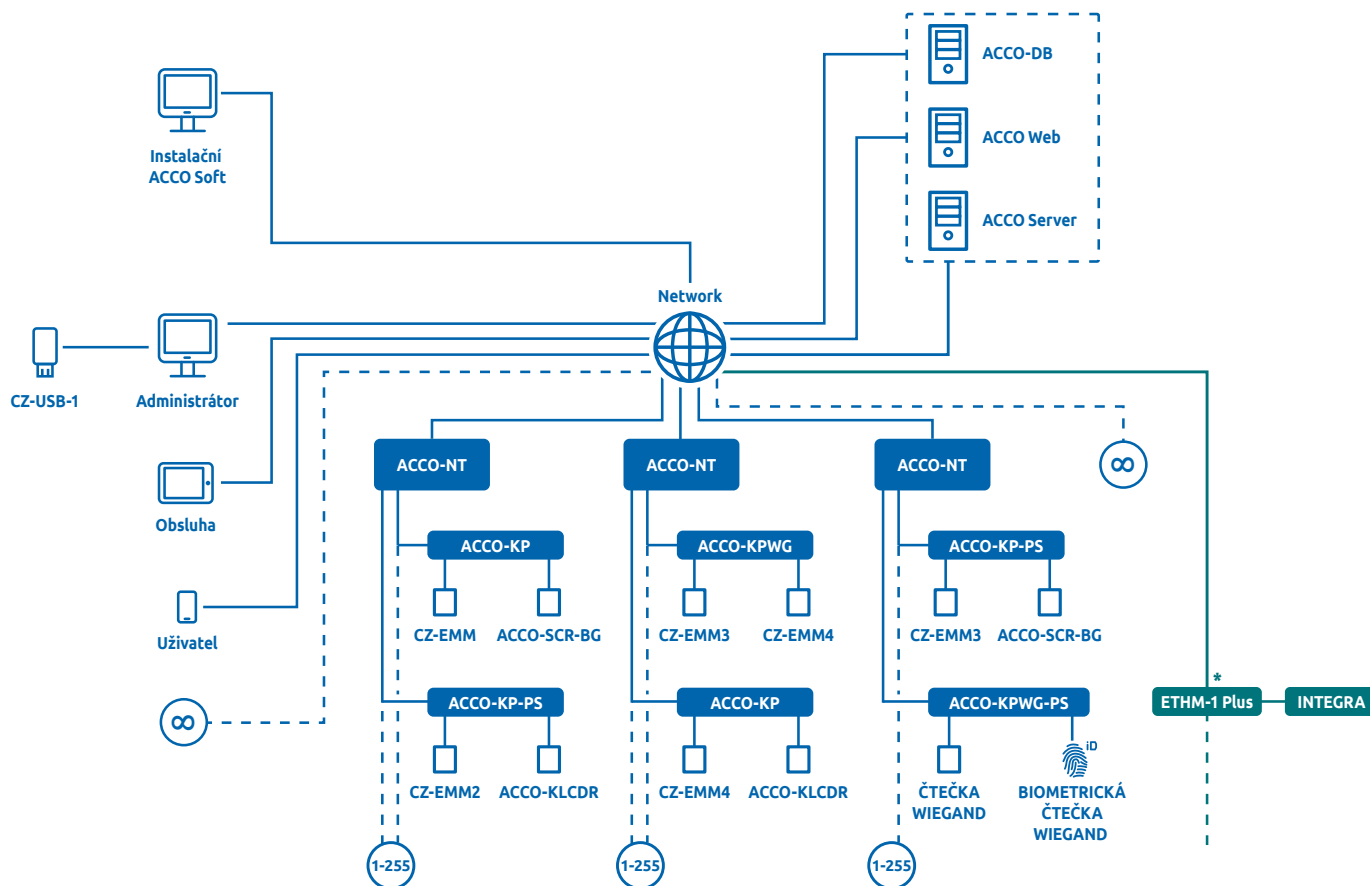 ACCO-DB
ACCO Web
ACCO Server
Instalační
ACCO Soft
Network
CZ-USB-1
Administrátor
Obsluha
Uživatel
∞
∞
ACCO-NT
ACCO-NT
ACCO-NT
ACCO-KP
ACCO-KPWG
ACCO-KP-PS
CZ-EMM
ACCO-SCR-BG
CZ-EMM3
CZ-EMM4
CZ-EMM3
ACCO-SCR-BG
ACCO-KP-PS
ACCO-KP
ACCO-KPWG-PS
*
ETHM-1 Plus
INTEGRA
iD
CZ-EMM2
ACCO-KLCDR
CZ-EMM4
ACCO-KLCDR
ČTEČKA
WIEGAND
BIOMETRICKÁ
ČTEČKA
WIEGAND
1-255
1-255
1-255